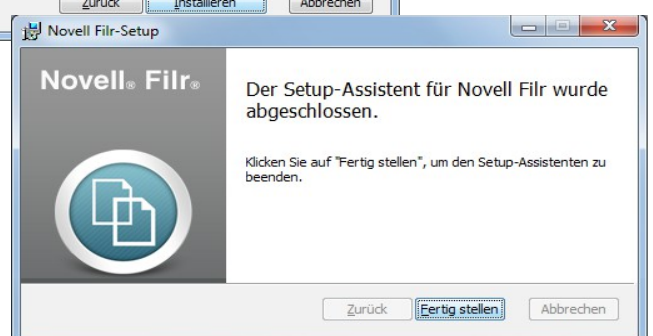 Zurück Installieren Abbrechen
Novell Filr-Setup
Novell® Filr®
Der Setup-Assistent für Novell Filr wurde
abgeschlossen.
Klicken Sie auf "Fertig stellen", um den Setup-Assistenten zu
beenden.
Zurück Fertig stellen Abbrechen